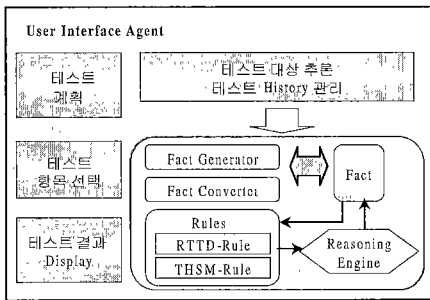 User Interface Agent
테스트
계획
테스트 대상 추론
테스트 History 관리
테스트
항목 선택
Fact Generator
Fact Converter
Fact
Rules
RTTD-Rule
THSM-Rule
Reasoning
Engine
테스트 결과
Display